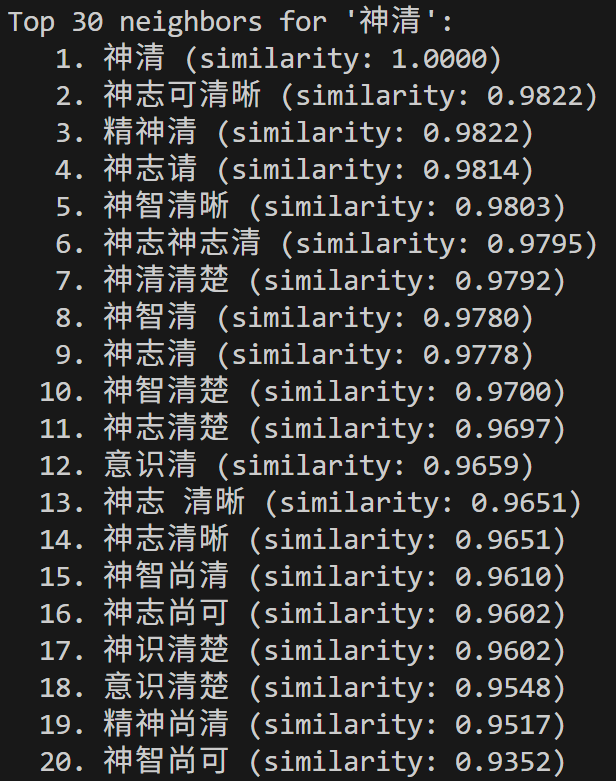 Top 30 neighbors for '神清':
1. 神清 (similarity: 1.0000)
2. 神志可清晰 (similarity: 0.9822)
3. 精神清 (similarity: 0.9822)
4. 神志请 (similarity: 0.9814)
5. 神智清晰 (similarity: 0.9803)
6. 神志神志清 (similarity: 0.9795)
7. 神清清楚 (similarity: 0.9792)
8. 神智清 (similarity: 0.9780)
9. 神志清 (similarity: 0.9778)
10. 神智清楚 (similarity: 0.9700)
11. 神志清楚 (similarity: 0.9697)
12. 意识清 (similarity: 0.9659)
13. 神志 清晰 (similarity: 0.9651)
14. 神志清晰 (similarity: 0.9651)
15. 神智尚清 (similarity: 0.9610)
16. 神志尚可 (similarity: 0.9602)
17. 神识清楚 (similarity: 0.9602)
18. 意识清楚 (similarity: 0.9548)
19. 精神尚清 (similarity: 0.9517)
20. 神智尚可 (similarity: 0.9352)